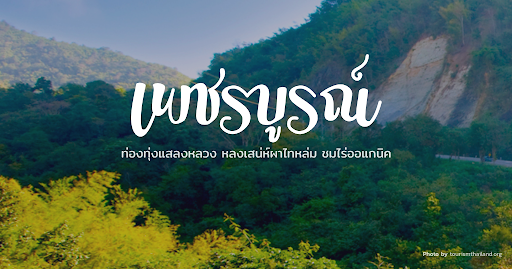 เพชรบูรณ์
ท่องทุ่งแสลงหลวง หลงเสน่ห์ผาไทหล่ม ชมไร่ออแกนิค
Photo by tourismthailand.org